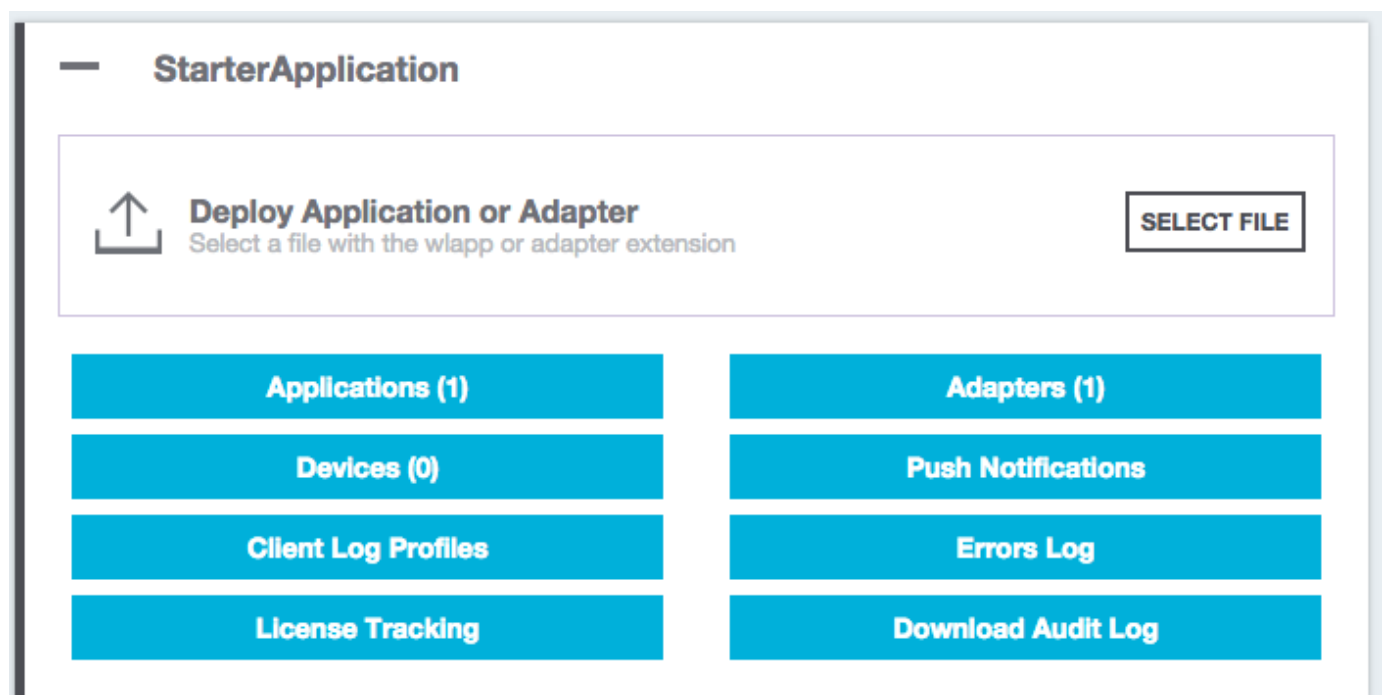 StarterApplication
Deploy Application or Adapter
Select a file with the wlapp or adapter extension
SELECT FILE
Applications (1)
Adapters (1)
Devices (0)
Push Notifications
Client Log Profiles
Errors Log
License Tracking
Download Audit Log